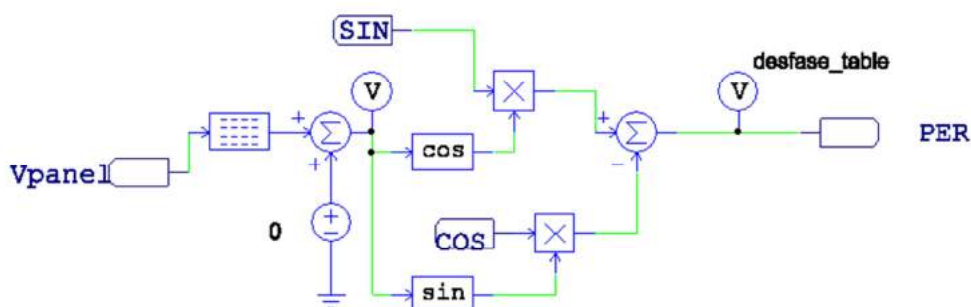 SIN
desfase_table
V
V
+
Σ
+
cos
+
Σ
−
PER
Vpanel
0
COS
sin